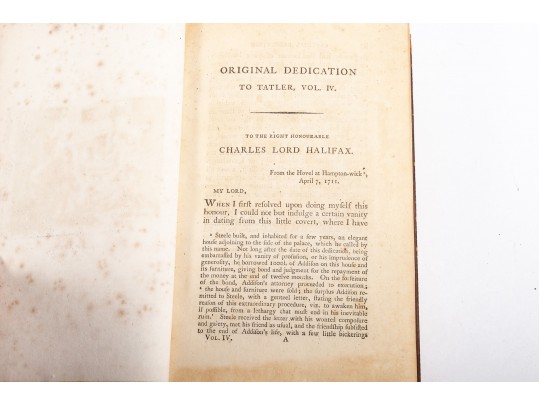 ORIGINAL DEDICATION
TO TATLER, VOL. IV.
TO THE RIGHT HONOURABLE
CHARLES LORD HALIFAX.
From the Hovel at Hampton-wick *,
April 7, 1711.
MY LORD,
WHEN I first resolved upon doing myself this
honour, I could not but indulge a certain vanity
in dating from this little covert, where I have
* Steele built, and inhabited for a few years, an elegant
house adjoining to the side of the palace, which he called by
this name. Not long after the date of this dedication, being
embarrassed by his vanity of profusion, or his imprudence of
generosity, he borrowed 1000l. of Addison on this house and
its furniture, giving bond and judgment for the repayment of
the money at the end of twelve months. On the forfeiture
of the bond, Addison's attorney proceeded to execution;
the house and furniture were sold; the surplus Addison re-
mitted to Steele, with a genteel letter, stating the friendly
reason of this extraordinary procedure, viz. to awaken him,
if possible, from a lethargy that must end in his inevitable
ruin. Steele received the letter with his wonted composure
and gaiety, met his friend as usual, and the friendship subsisted
to the end of Addison's life, with a few little bickerings
VOL. IV, A